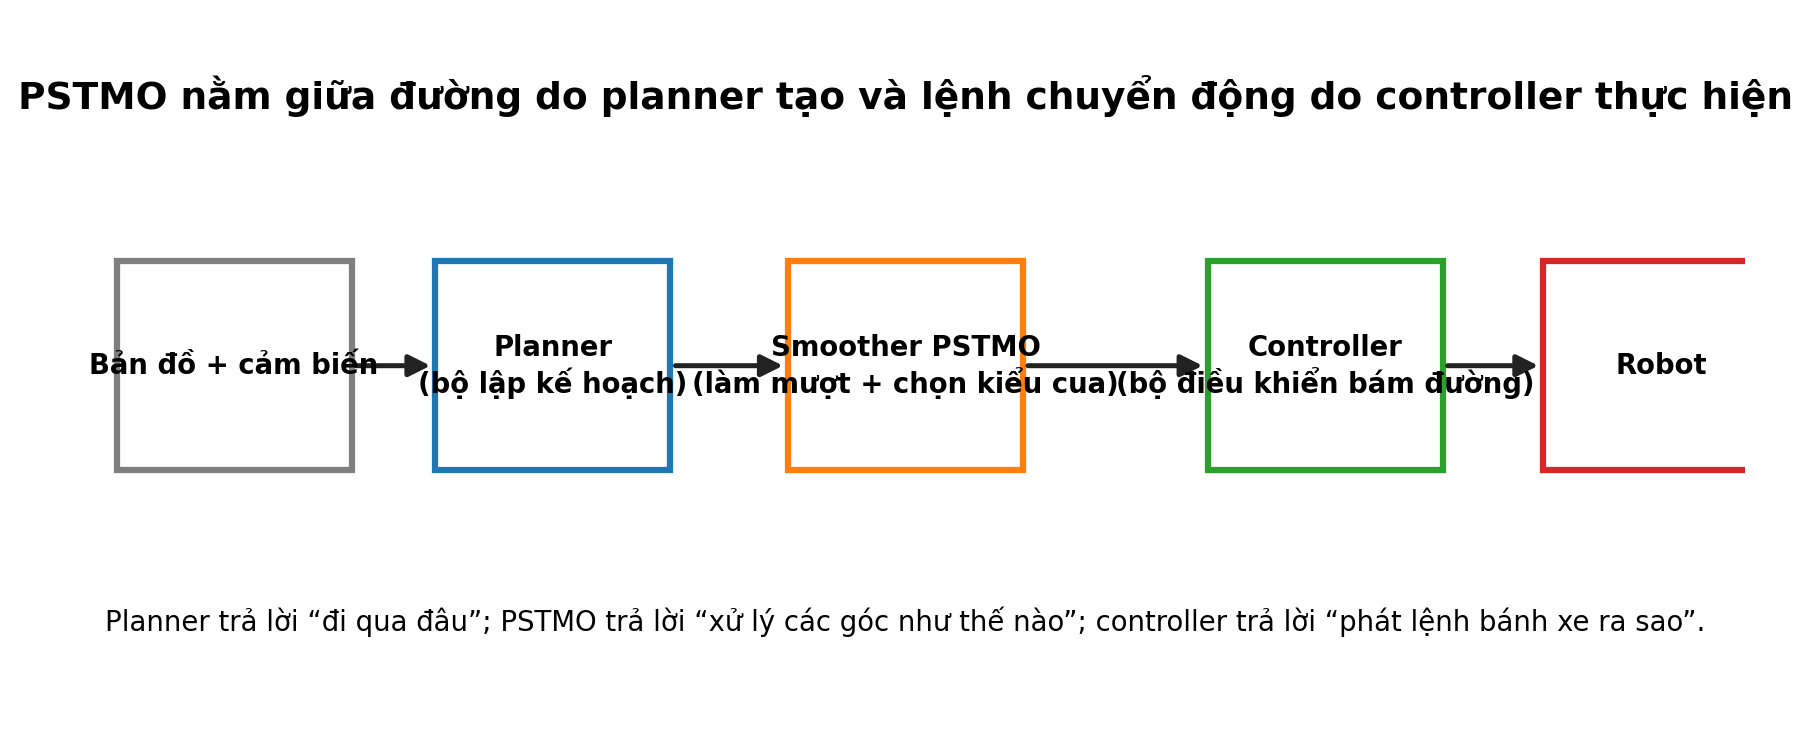 PSTMO nằm giữa đường do planner tạo và lệnh chuyển động do controller thực hiện
Bản đồ + cảm biến
Planner
(bộ lập kế hoạch)
Smoother PSTMO
(làm mượt + chọn kiểu cua)
Controller
(bộ điều khiển bám đường)
Robot
Planner trả lời “đi qua đâu”; PSTMO trả lời “xử lý các góc như thế nào”; controller trả lời “phát lệnh bánh xe ra sao”.